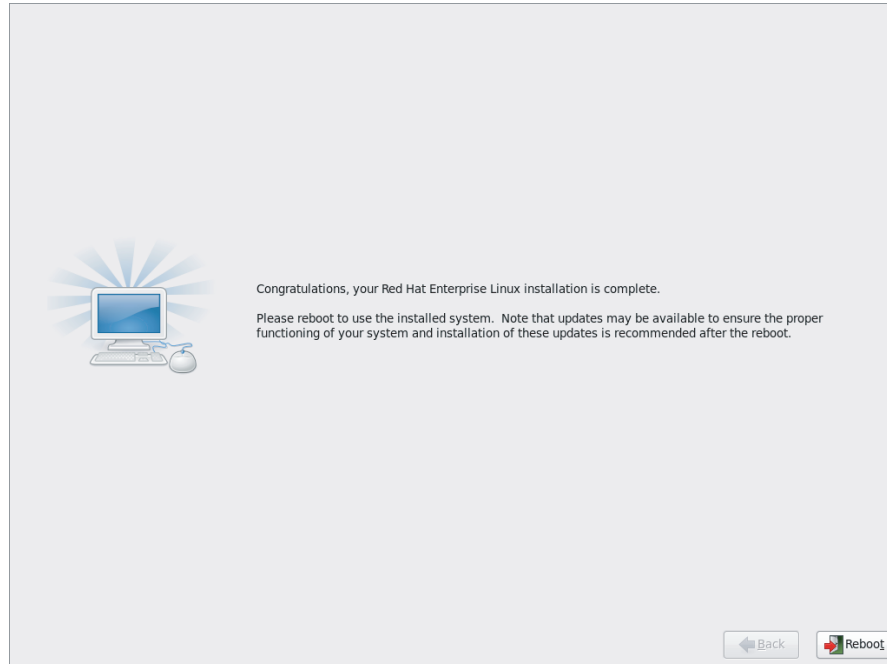 Congratulations, your Red Hat Enterprise Linux installation is complete.
Please reboot to use the installed system.  Note that updates may be available to ensure the proper
functioning of your system and installation of these updates is recommended after the reboot.
Back
Reboot